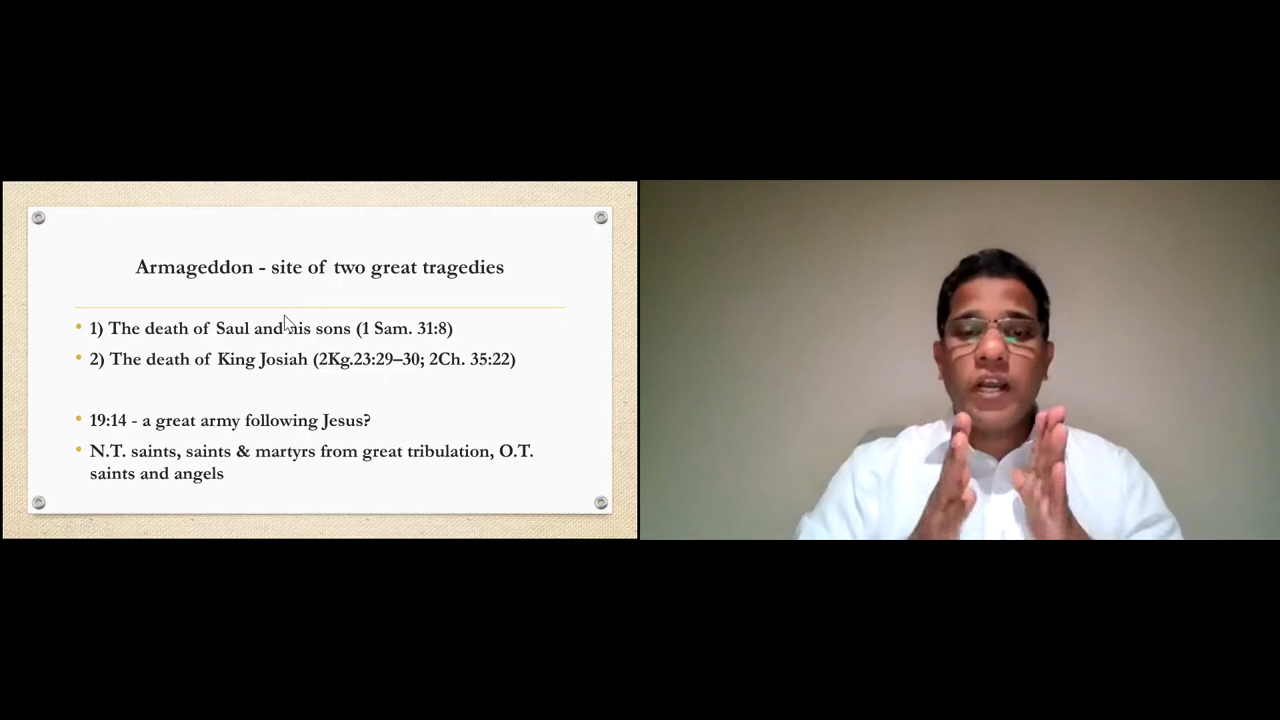 Armageddon - site of two great tragedies
• 1) The death of Saul and his sons (1 Sam. 31:8)
• 2) The death of King Josiah (2Kg.23:29–30; 2Ch. 35:22)
• 19:14 - a great army following Jesus?
• N.T. saints, saints & martyrs from great tribulation, O.T.
saints and angels